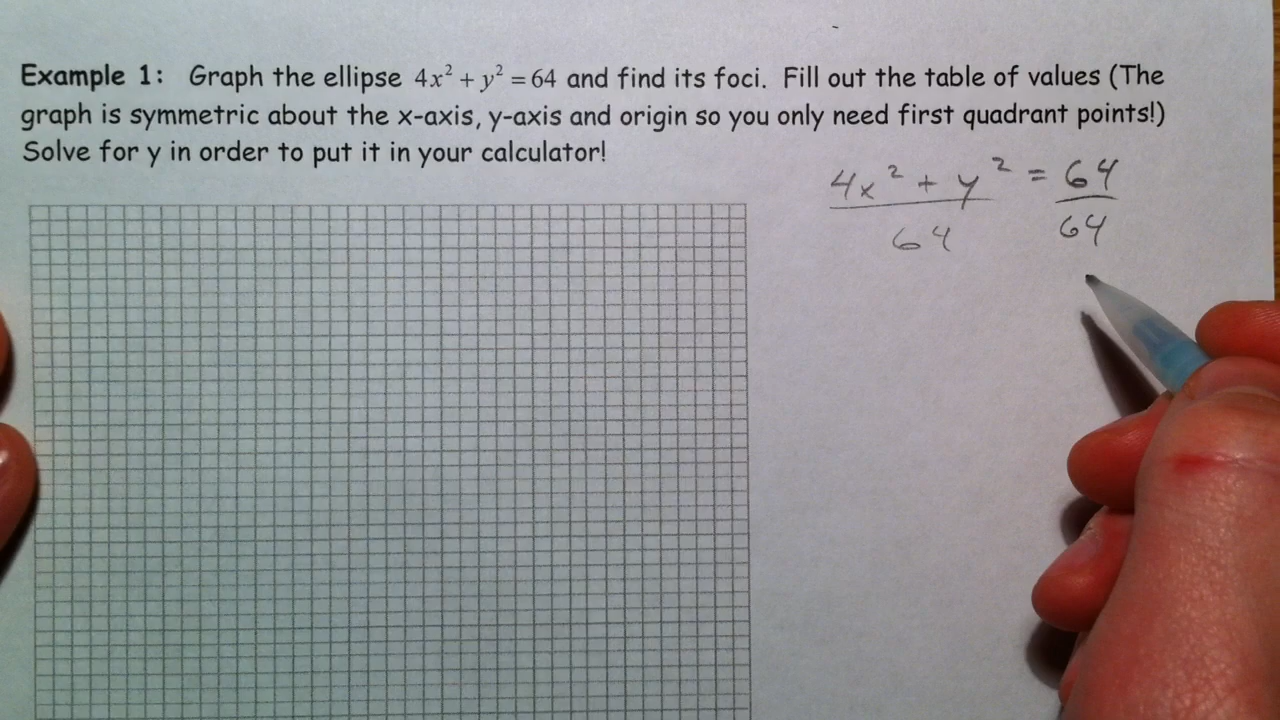 Example 1: Graph the ellipse 4x² + y² = 64 and find its foci. Fill out the table of values (The
graph is symmetric about the x-axis, y-axis and origin so you only need first quadrant points!)
Solve for y in order to put it in your calculator!
4x² + y² = 64
64 64